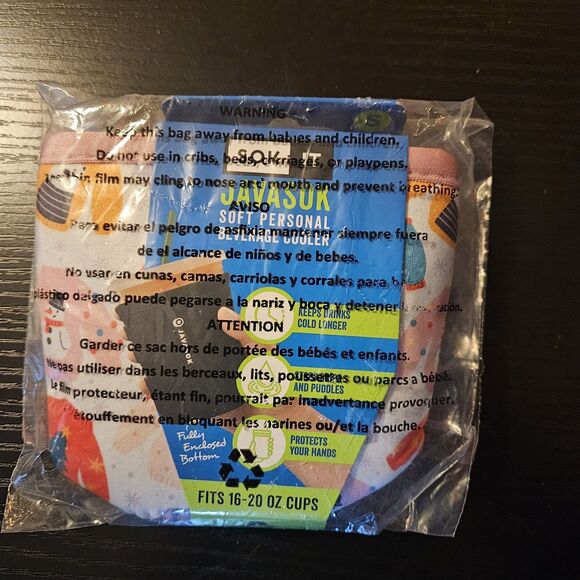 WARNING
Keep this bag away from babies and children.
Do not use in cribs, beds, carriages, or playpens.
thin film may cling to nose and mouth and prevent breathing.
SOK
JAVASOK
AVISO
SOFT PERSONAL
BEVERAGE COOLER
Para evitar el pelgro de asfixia mantener siempre fuera
de el alcance de niños y de bebes.
No usar en cunas, camas, carriolas y corrales para
plástico delgado puede pegarse a la nariz y boca y detener la
KEEPS DRINKS
COLD LONGER
ATTENTION
JAVASOK
Garder ce sac hors de portée des bébés et enfants.
Ne pas utiliser dans les berceaux, lits, poussettes ou parcs a bébé.
AND PUDDLES
Le film protecteur, étant fin, pourrait par inadvertance provoquer
étouffement en bloquant les narines ou/et la bouche.
Fully
Enclosed
Bottom
PROTECTS
YOUR HANDS
FITS 16-20 OZ CUPS